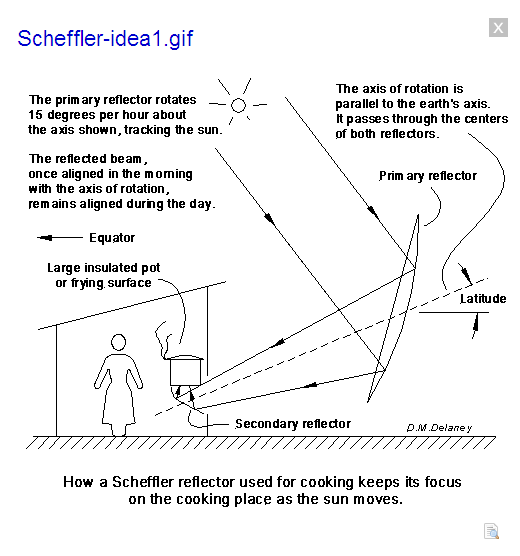 Scheffler-idea1.gif
X
The primary reflector rotates
15 degrees per hour about
the axis shown, tracking the sun.
The reflected beam,
once aligned in the morning
with the axis of rotation,
remains aligned during the day.
The axis of rotation is
parallel to the earth's axis.
It passes through the centers
of both reflectors.
Primary reflector
Equator
Large insulated pot
or frying surface
Latitude
Secondary reflector
D.M.Delaney
How a Scheffler reflector used for cooking keeps its focus
on the cooking place as the sun moves.